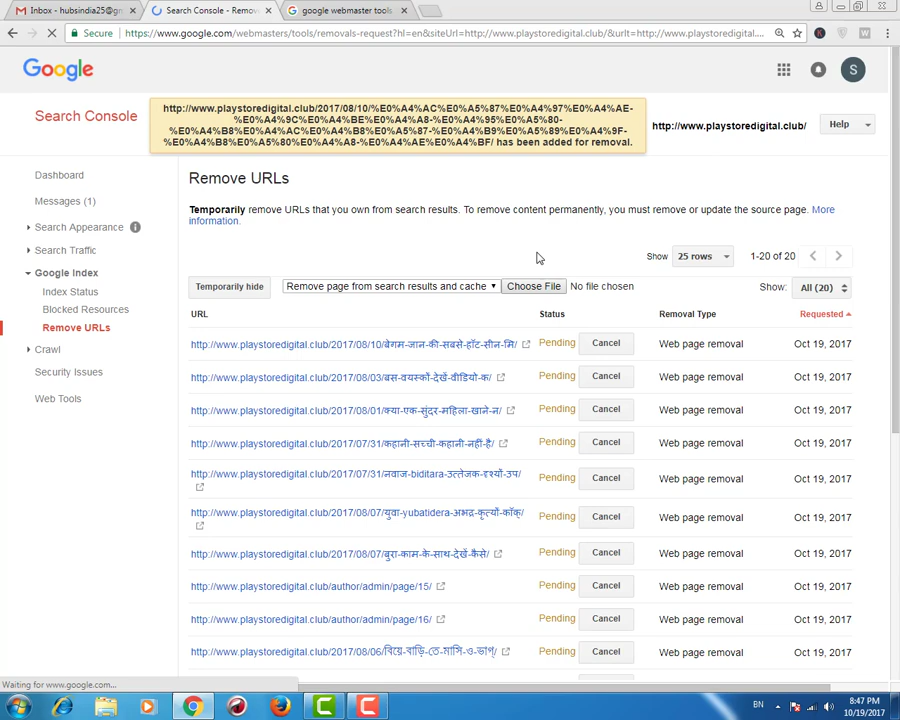 Inbox - hubsindia25@gm
Search Console - Remov
google webmaster tools
Secure
https://www.google.com/webmasters/tools/removals-request?hl=en&siteUrl=http://www.playstoredigital.club/&urlt=http://www.playstoredigital....
Google
S
Search Console
http://www.playstoredigital.club/2017/08/10/%E0%A4%AC%E0%A5%87%E0%A4%97%E0%A4%AE-
%E0%A4%9C%E0%A4%BE%E0%A4%A8-%E0%A4%95%E0%A5%80-
%E0%A4%B8%E0%A4%AC%E0%A4%B8%E0%A5%87-%E0%A4%B9%E0%A5%89%E0%A4%9F-
%E0%A4%B8%E0%A5%80%E0%A4%A8-%E0%A4%AE%E0%A4%BF/ has been added for removal.
http://www.playstoredigital.club/
Help
Dashboard
Messages (1)
Search Appearance
Search Traffic
Google Index
Index Status
Blocked Resources
Remove URLs
Crawl
Security Issues
Web Tools
Remove URLs
Temporarily remove URLs that you own from search results. To remove content permanently, you must remove or update the source page. More
information.
Show 25 rows 1-20 of 20
Temporarily hide Remove page from search results and cache Choose File No file chosen Show: All (20)
URL Status Removal Type Requested
http://www.playstoredigital.club/2017/08/10/बेगम-जान-की-सबसे-हॉट-सीन-मि/ Pending Cancel Web page removal Oct 19, 2017
http://www.playstoredigital.club/2017/08/03/बस-वयस्कों-देखें-वीडियो-क/ Pending Cancel Web page removal Oct 19, 2017
http://www.playstoredigital.club/2017/08/01/क्या-एक-सुंदर-महिला-खाने-न/ Pending Cancel Web page removal Oct 19, 2017
http://www.playstoredigital.club/2017/07/31/कहानी-सच्ची-कहानी-नहीं-है/ Pending Cancel Web page removal Oct 19, 2017
http://www.playstoredigital.club/2017/07/31/नवाज-biditara-उत्तेजक-दृश्यों-उप/ Pending Cancel Web page removal Oct 19, 2017
http://www.playstoredigital.club/2017/08/07/युवा-yubatidera-अभद्र-कृत्यों-कॉक्/ Pending Cancel Web page removal Oct 19, 2017
http://www.playstoredigital.club/2017/08/07/बुरा-काम-के-साथ-देखें-कैसे/ Pending Cancel Web page removal Oct 19, 2017
http://www.playstoredigital.club/author/admin/page/15/ Pending Cancel Web page removal Oct 19, 2017
http://www.playstoredigital.club/author/admin/page/16/ Pending Cancel Web page removal Oct 19, 2017
http://www.playstoredigital.club/2017/08/06/বিয়ে-বাড়ি-তে-মাসি-ও-ভাগ্/ Pending Cancel Web page removal Oct 19, 2017
Waiting for www.google.com...
BN
8:47 PM
10/19/2017